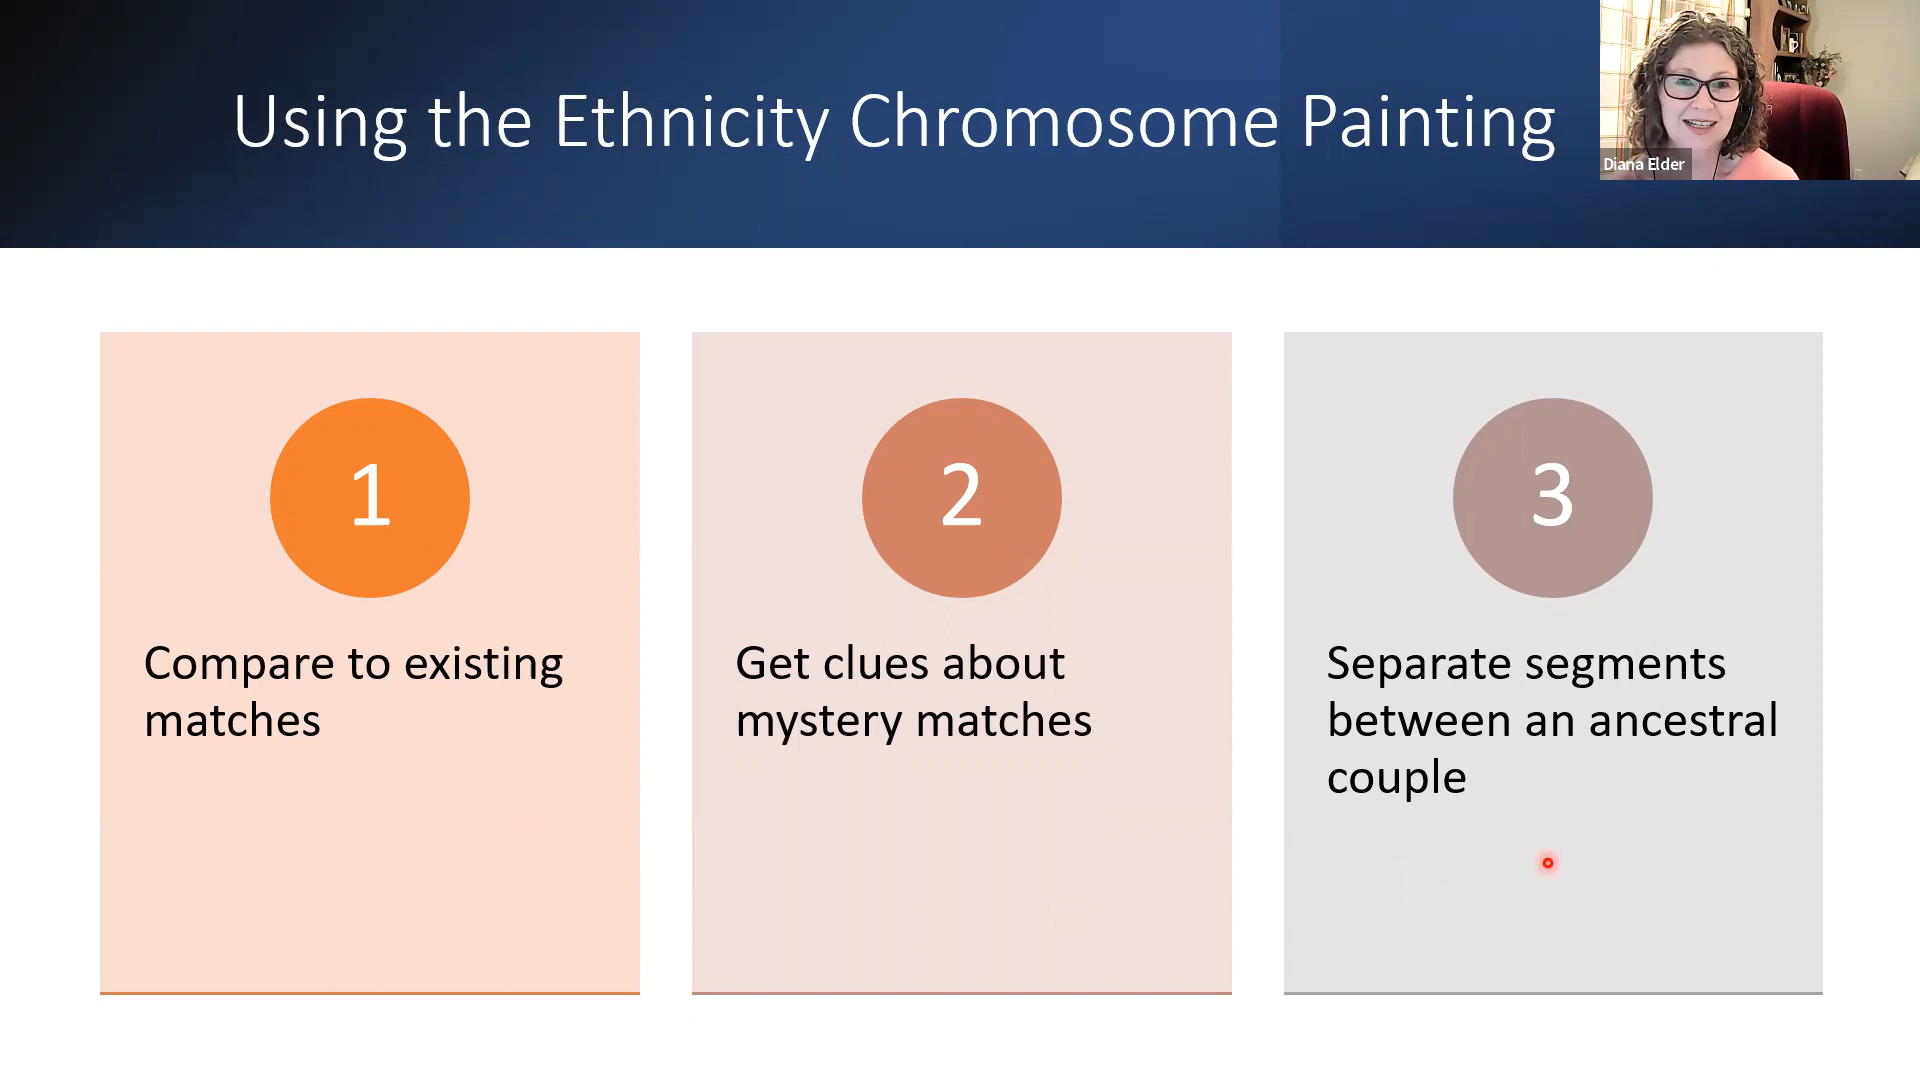 Using the Ethnicity Chromosome Painting
Diana Elder
1
Compare to existing
matches
2
Get clues about
mystery matches
3
Separate segments
between an ancestral
couple